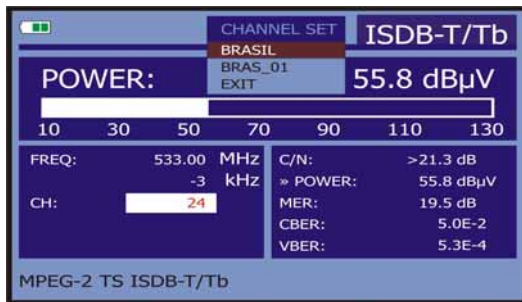 CHANNEL SET
ISDB-T/Tb
BRASIL
BRAS_01
EXIT
POWER:
55.8 dBµV
10 30 50 70 90 110 130
FREQ: 533.00 MHz
-3 kHz
CH: 24
C/N: >21.3 dB
» POWER: 55.8 dBµV
MER: 19.5 dB
CBER: 5.0E-2
VBER: 5.3E-4
MPEG-2 TS ISDB-T/Tb